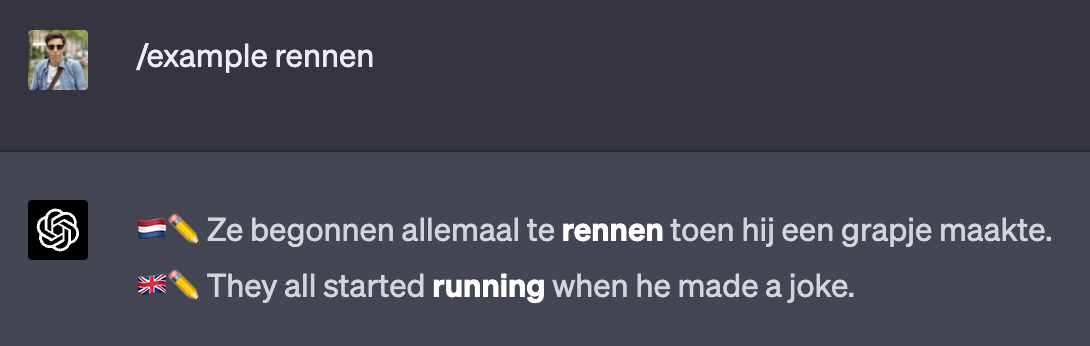 /example rennen
🇳🇱✏️ Ze begonnen allemaal te rennen toen hij een grapje maakte.
🇬🇧✏️ They all started running when he made a joke.